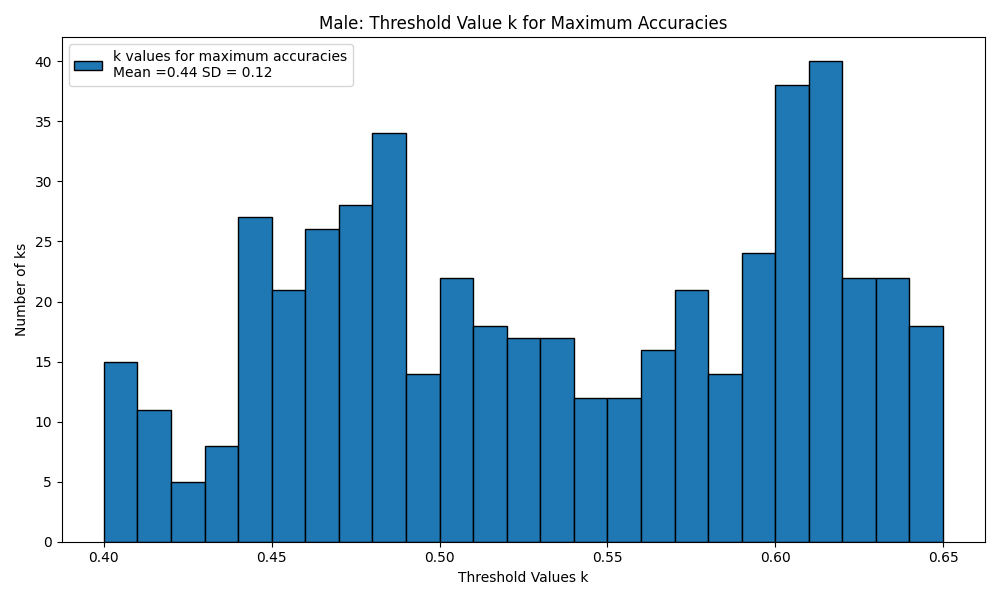 Male: Threshold Value k for Maximum Accuracies
k values for maximum accuracies
Mean =0.44 SD = 0.12
40
35
30
25
20
15
10
5
0
Number of ks
0.40 0.45 0.50 0.55 0.60 0.65
Threshold Values k